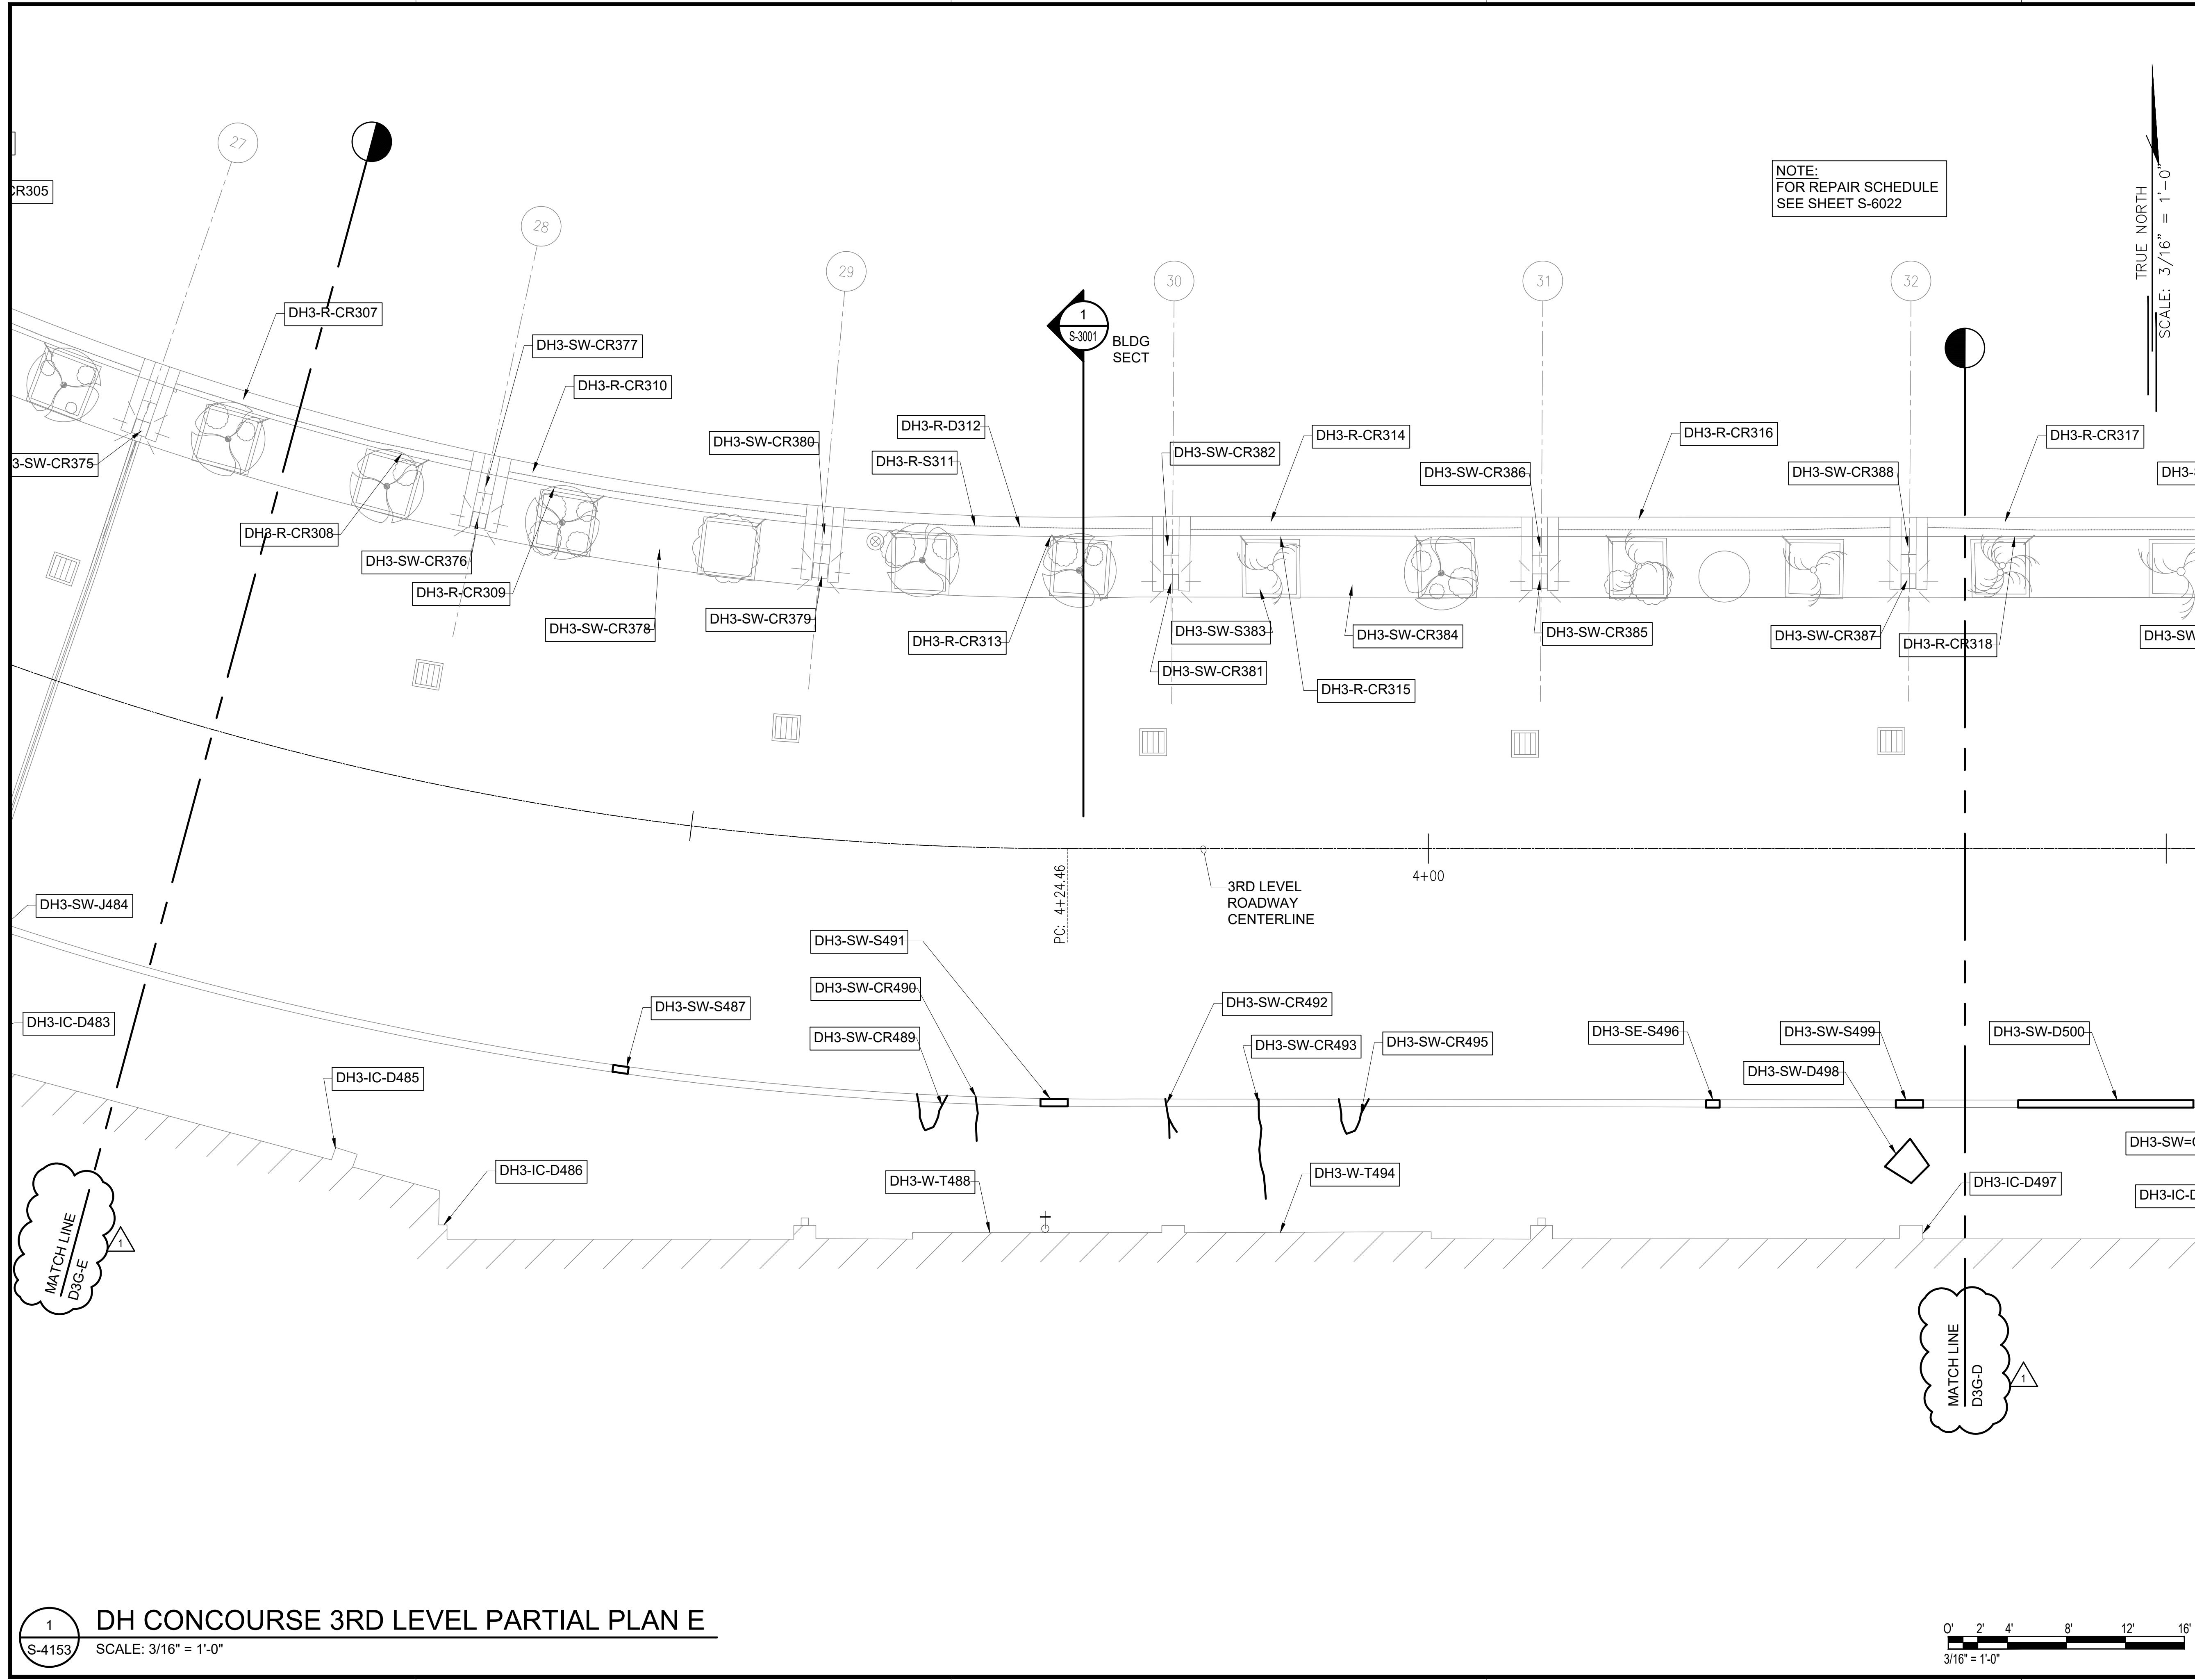 27
28
29
30
31
32
CR305
NOTE:
FOR REPAIR SCHEDULE
SEE SHEET S-6022
TRUE NORTH
SCALE: 3/16" = 1'-0"
DH3-R-CR307
DH3-SW-CR377
DH3-R-CR310
1
S-3001
BLDG
SECT
DH3-R-D312
DH3-SW-CR380
DH3-R-S311
DH3-SW-CR382
DH3-R-CR314
DH3-SW-CR386
DH3-R-CR316
DH3-SW-CR388
DH3-R-CR317
DH3-
3-SW-CR375
DH3-R-CR308
DH3-SW-CR376
DH3-R-CR309
DH3-SW-CR378
DH3-SW-CR379
DH3-R-CR313
DH3-SW-S383
DH3-SW-CR381
DH3-SW-CR384
DH3-R-CR315
DH3-SW-CR385
DH3-SW-CR387
DH3-R-CR318
DH3-SW
PC: 4+24.46
3RD LEVEL
ROADWAY
CENTERLINE
4+00
DH3-SW-J484
DH3-IC-D483
DH3-IC-D485
DH3-IC-D486
DH3-SW-S487
DH3-SW-S491
DH3-SW-CR490
DH3-SW-CR489
DH3-W-T488
DH3-SW-CR492
DH3-SW-CR493
DH3-SW-CR495
DH3-W-T494
DH3-SE-S496
DH3-SW-S499
DH3-SW-D498
DH3-SW-D500
DH3-IC-D497
DH3-SW=
DH3-IC-D
MATCH LINE
D3G-E
1
MATCH LINE
D3G-D
1
1
S-4153
DH CONCOURSE 3RD LEVEL PARTIAL PLAN E
SCALE: 3/16" = 1'-0"
0' 2' 4' 8' 12' 16'
3/16" = 1'-0"